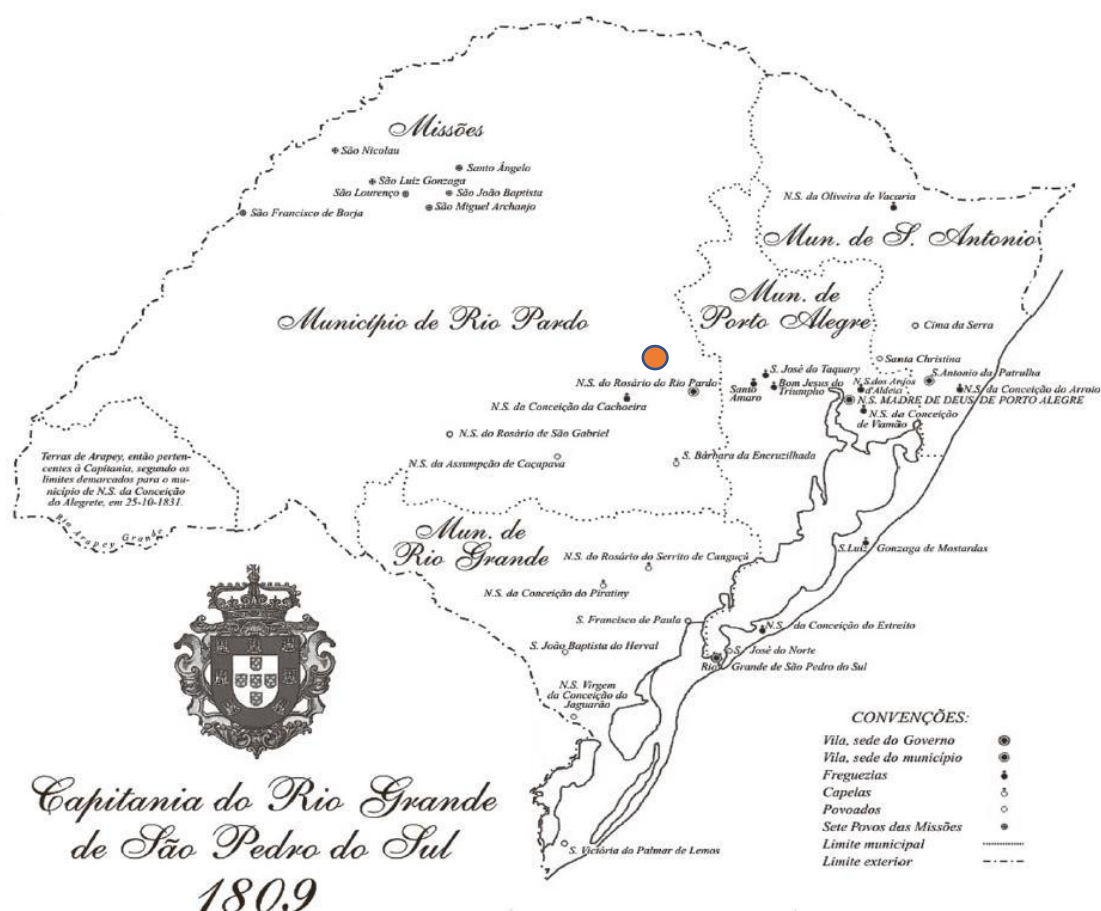 Missões
São Nicolau
Santo Ângelo
São Luiz Gonzaga
São Lourenço
São João Baptista
São Miguel Archanjo
São Francisco de Borja
N.S. da Oliveira de Vacaria
Mun. de S. Antonio
Mun. de
Porto Alegre
Município de Rio Pardo
Cima da Serra
Santa Christina
S. José do Taquary
Santo
Amaro
Bom Jesus do
Triumpho
N.S. dos Anjos
d'Aldeia
S.Antonio da Patrulha
N.S. da Conceição do Arroio
N.S. MADRE DE DEUS DE PORTO ALEGRE
N.S. da Conceição
de Viamão
N.S. do Rosário do Rio Pardo
N.S. da Conceição da Cachoeira
N.S. do Rosário de São Gabriel
N.S. da Assumpção de Caçapava
S. Bàrbara da Encruzilhada
Terras de Arapey, então perten-
centes à Capitania, segundo os
limites demarcados para o mu-
nicípio de N.S. da Conceição
do Alegrete, em 25-10-1831.
Rio Arapey Grande
Mun. de
Rio Grande
N.S. do Rosário do Serrito de Canguçú
S.Luiz Gonzaga de Mostardas
N.S. da Conceição do Piratiny
S. Francisco de Paula
N.S. da Conceição do Estreito
S. João Baptista do Herval
S. José do Norte
Rio Grande de São Pedro do Sul
N.S. Virgem
da Conceição do
Jaguarão
S. Victória do Palmar de Lemos
Capitania do Rio Grande
de São Pedro do Sul
1809
CONVENÇÕES:
Vila, sede do Governo
Vila, sede do município
Freguezias
Capelas
Povoados
Sete Povos das Missões
Limite municipal
Limite exterior